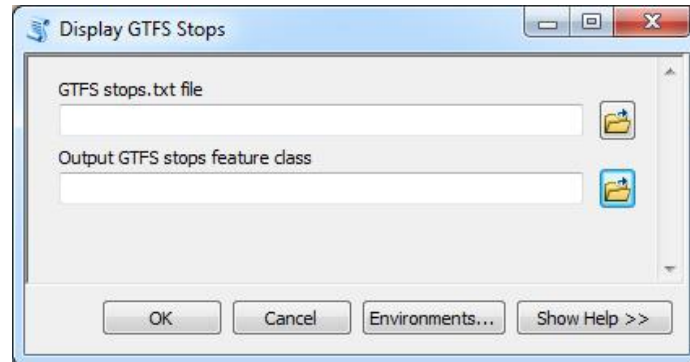 Display GTFS Stops
GTFS stops.txt file
Output GTFS stops feature class
OK Cancel Environments... Show Help >>